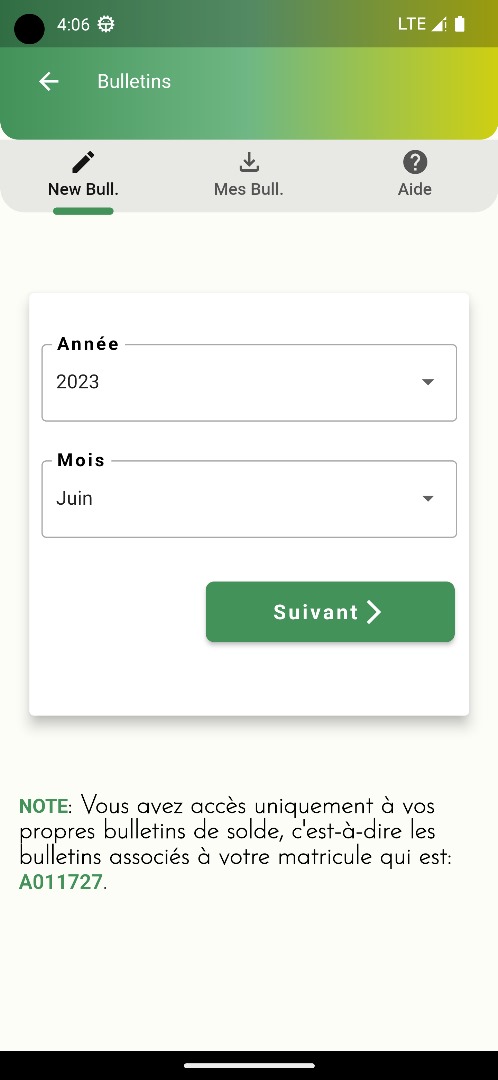 4:06
LTE
Bulletins
New Bull.
Mes Bull.
Aide
Année
2023
Mois
Juin
Suivant
NOTE: Vous avez accès uniquement à vos
propres bulletins de solde, c'est-à-dire les
bulletins associés à votre matricule qui est:
A011727.